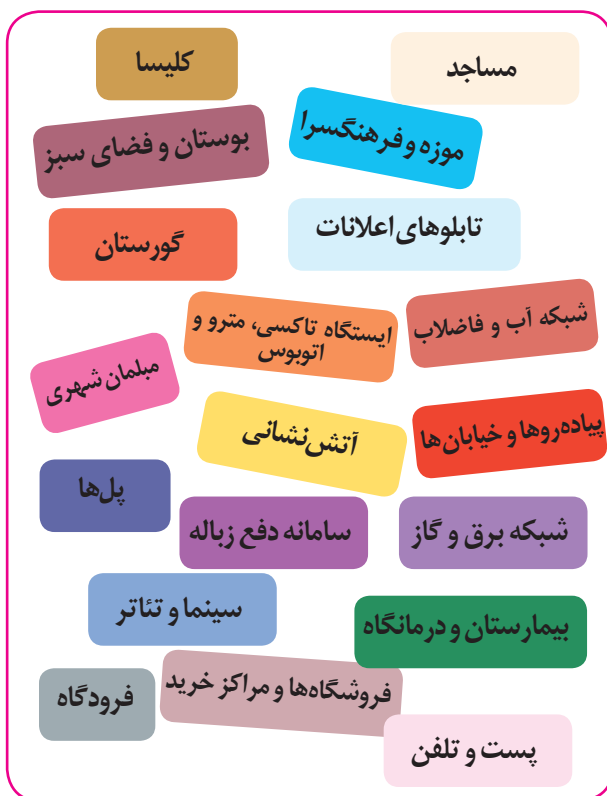 مساجد
کلیسا
موزه و فرهنگسرا
بوستان و فضای سبز
تابلوهای اعلانات
گورستان
شبکه آب و فاضلاب
ایستگاه تاکسی، مترو و
اتوبوس
مبلمان شهری
پیاده‌روها و خیابان‌ها
آتش‌نشانی
پل‌ها
شبکه برق و گاز
سامانه دفع زباله
سینما و تئاتر
بیمارستان و درمانگاه
فروشگاه‌ها و مراکز خرید
فرودگاه
پست و تلفن